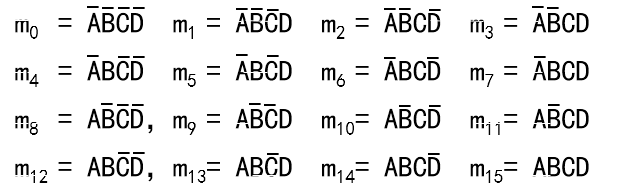 m₀ = A̅B̅C̅D̅ m₁ = A̅B̅C̅D m₂ = A̅B̅CD̅ m₃ = A̅B̅CD
m₄ = A̅BC̅D̅ m₅ = A̅BC̅D m₆ = A̅BCD̅ m₇ = A̅BCD
m₈ = AB̅C̅D̅, m₉ = AB̅C̅D m₁₀= AB̅CD̅ m₁₁= AB̅CD
m₁₂ = ABC̅D̅, m₁₃= ABC̅D m₁₄= ABCD̅ m₁₅= ABCD